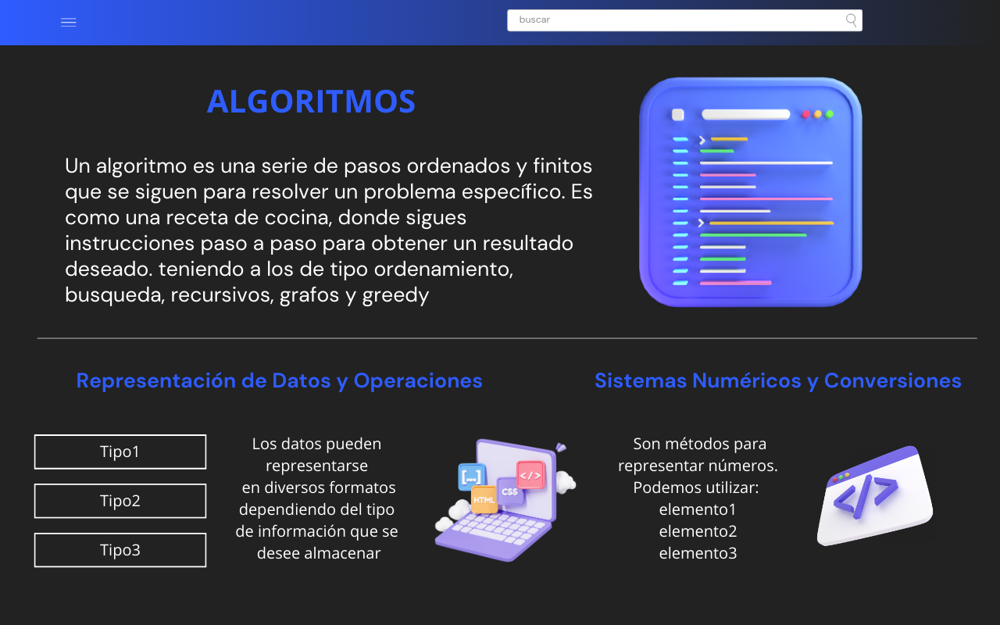 buscar
ALGORITMOS
Un algoritmo es una serie de pasos ordenados y finitos
que se siguen para resolver un problema específico. Es
como una receta de cocina, donde sigues
instrucciones paso a paso para obtener un resultado
deseado. teniendo a los de tipo ordenamiento,
busqueda, recursivos, grafos y greedy
Representación de Datos y Operaciones
Tipo1
Tipo2
Tipo3
Los datos pueden
representarse
en diversos formatos
dependiendo del tipo
de información que se
desee almacenar
[...]
</>
HTML
CSS
Sistemas Numéricos y Conversiones
Son métodos para
representar números.
Podemos utilizar:
elemento1
elemento2
elemento3
</>